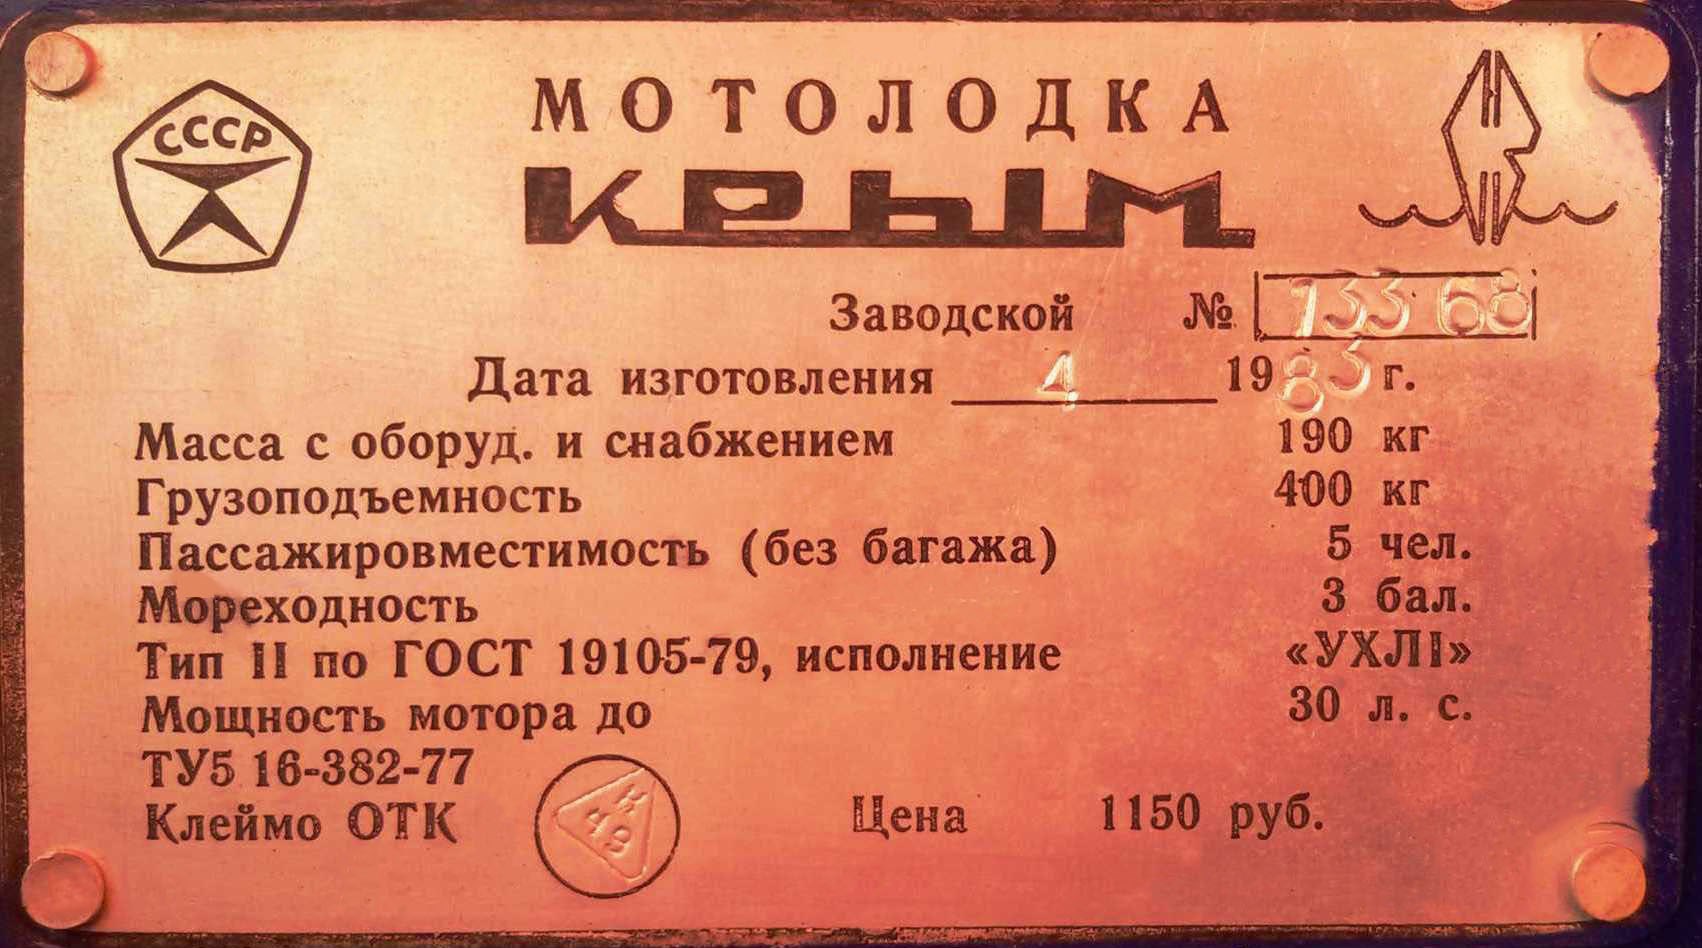 СССР
МОТОЛОДКА
КРЫМ
Заводской № 13368
Дата изготовления 4 1983 г.
Масса с оборуд. и снабжением 190 кг
Грузоподъемность 400 кг
Пассажировместимость (без багажа) 5 чел.
Мореходность 3 бал.
Тип II по ГОСТ 19105-79, исполнение «УХЛІ»
Мощность мотора до 30 л. с.
ТУ5 16-382-77
Клеймо ОТК Цена 1150 руб.